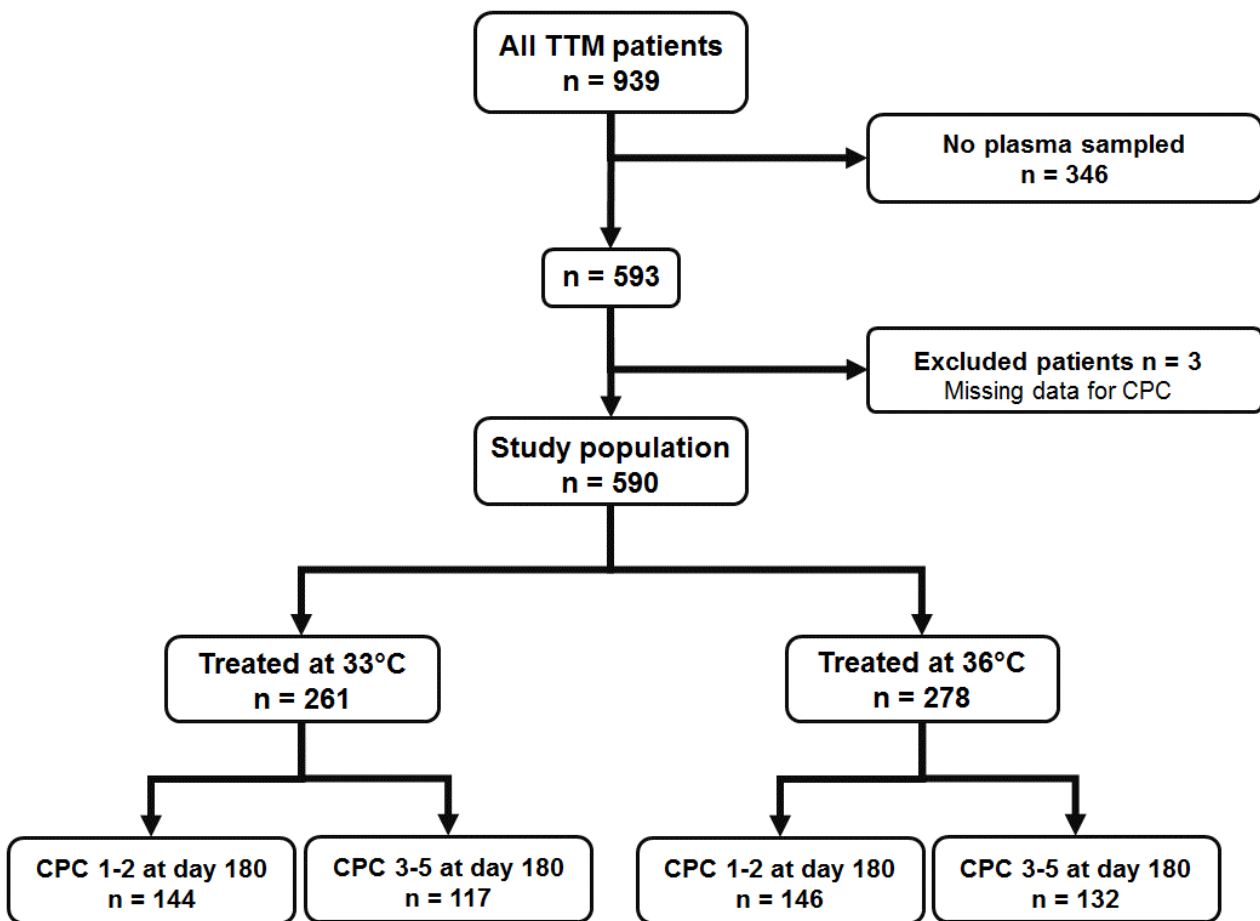 All TTM patients
n = 939
No plasma sampled
n = 346
n = 593
Excluded patients n = 3
Missing data for CPC
Study population
n = 590
Treated at 33°C
n = 261
Treated at 36°C
n = 278
CPC 1-2 at day 180
n = 144
CPC 3-5 at day 180
n = 117
CPC 1-2 at day 180
n = 146
CPC 3-5 at day 180
n = 132